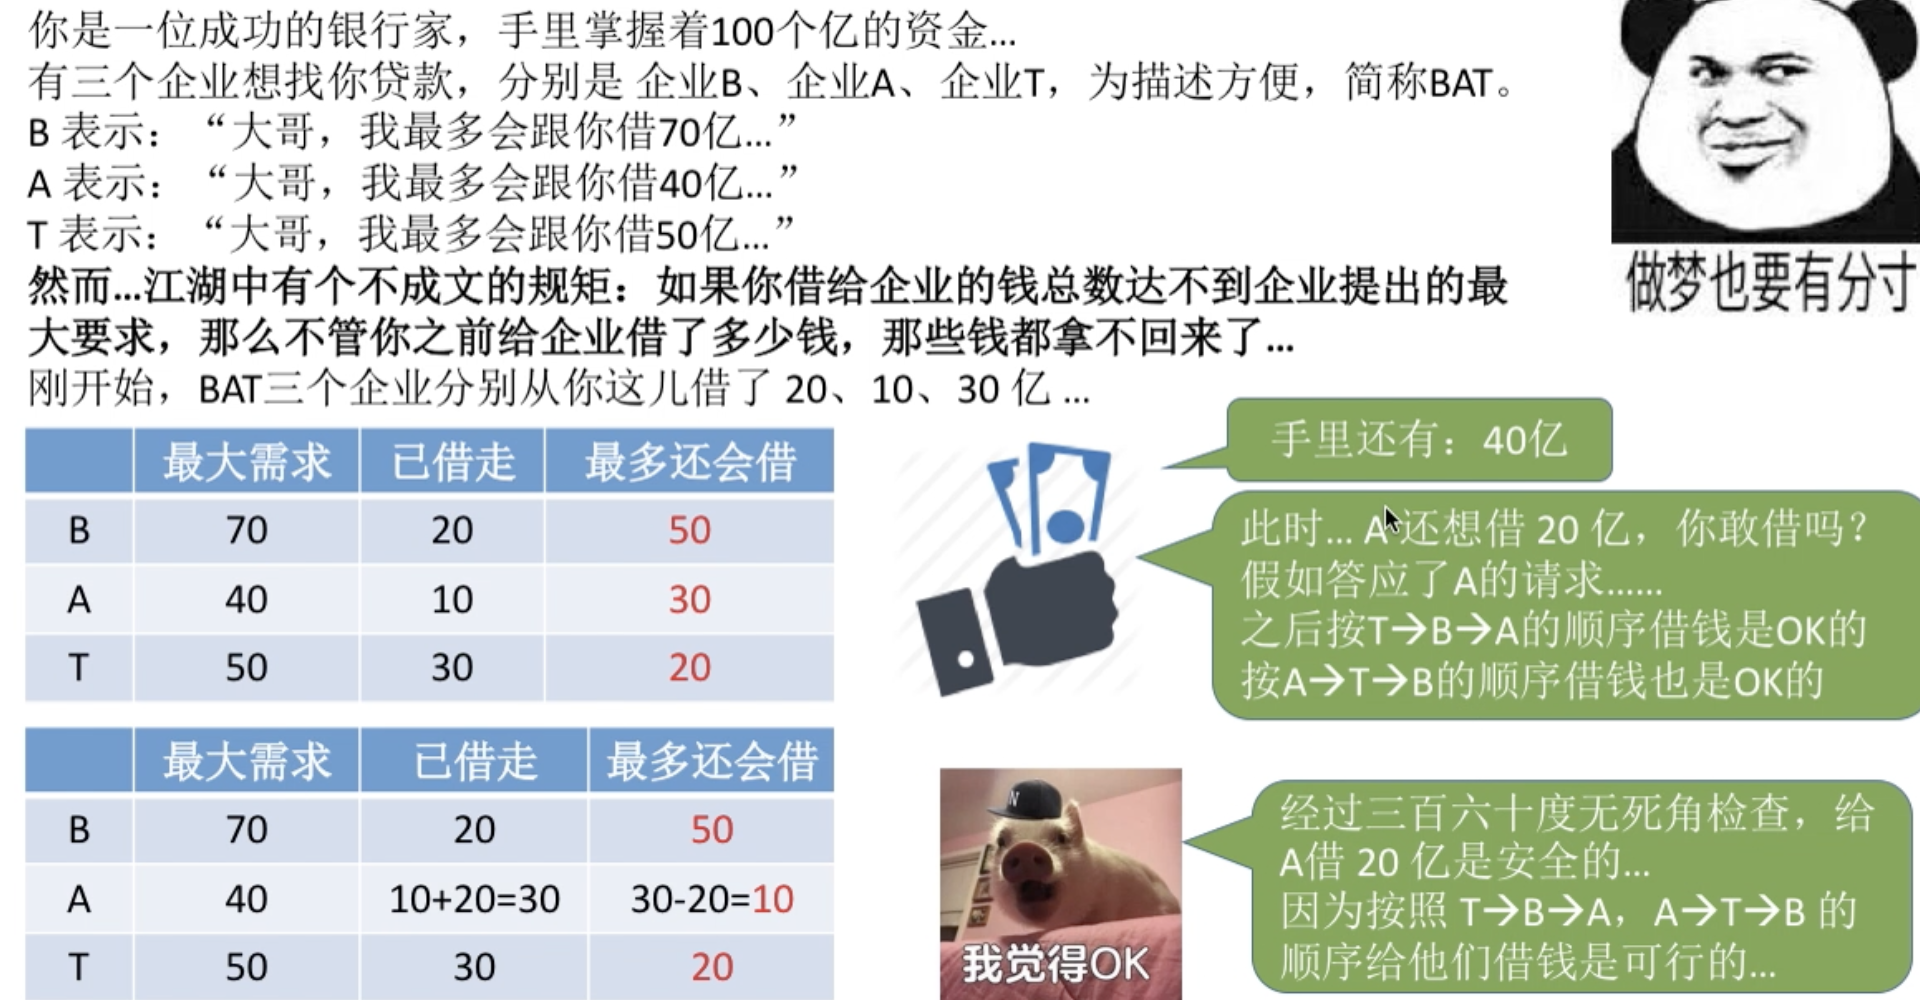 你是一位成功的银行家，手里掌握着100个亿的资金...
有三个企业想找你贷款，分别是 企业B、企业A、企业T，为描述方便，简称BAT。
B 表示：“大哥，我最多会跟你借70亿...”
A 表示：“大哥，我最多会跟你借40亿...”
T 表示：“大哥，我最多会跟你借50亿...”
然而...江湖中有个不成文的规矩：如果你借给企业的钱总数达不到企业提出的最
大要求，那么不管你之前给企业借了多少钱，那些钱都拿不回来了...
刚开始，BAT三个企业分别从你这儿借了 20、10、30 亿 ...
做梦也要有分寸
最大需求 已借走 最多还会借
B 70 20 50
A 40 10 30
T 50 30 20
手里还有：40亿
此时... A 还想借 20 亿，你敢借吗？
假如答应了A的请求......
之后按T→B→A的顺序借钱是OK的
按A→T→B的顺序借钱也是OK的
最大需求 已借走 最多还会借
B 70 20 50
A 40 10+20=30 30-20=10
T 50 30 20
N
我觉得OK
经过三百六十度无死角检查，给
A借 20 亿是安全的...
因为按照 T→B→A，A→T→B 的
顺序给他们借钱是可行的...